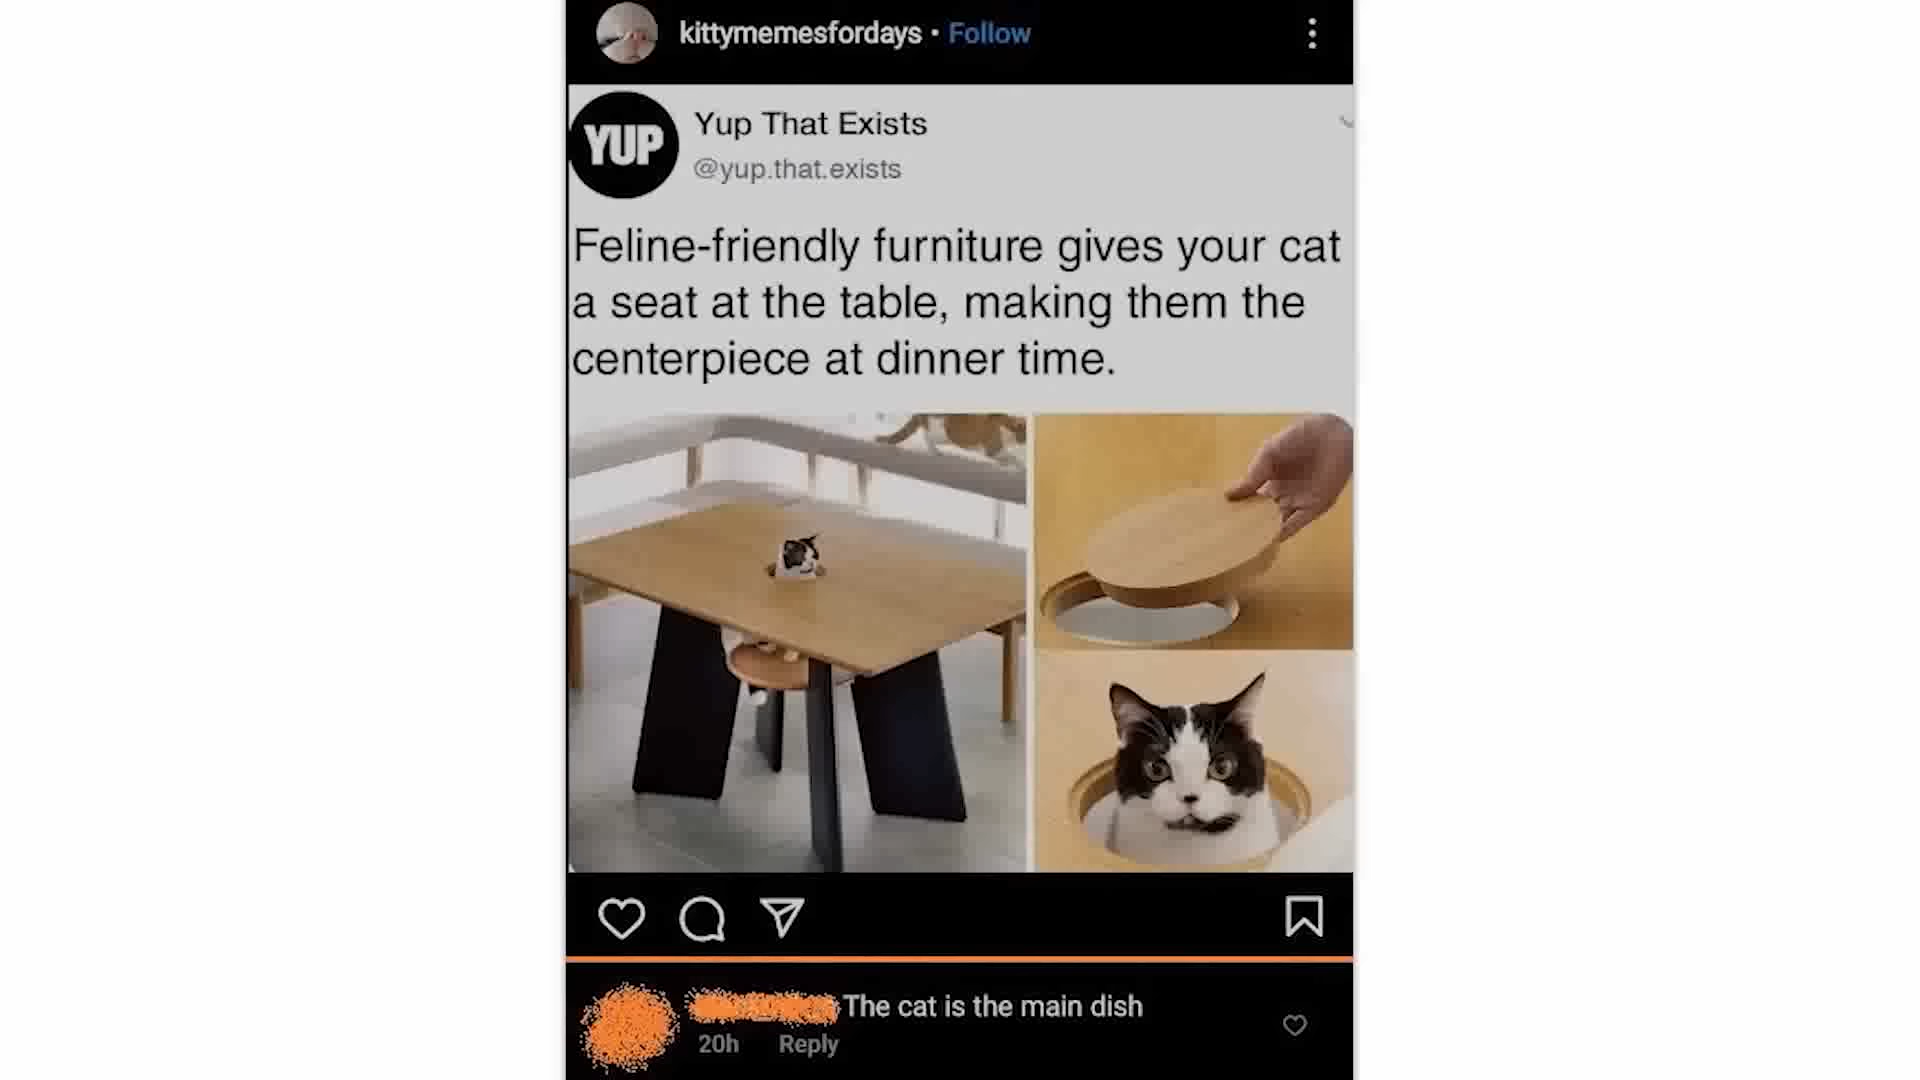 kittymemesfordays • Follow
YUP
Yup That Exists
@yup.that.exists
Feline-friendly furniture gives your cat
a seat at the table, making them the
centerpiece at dinner time.
The cat is the main dish
20h Reply